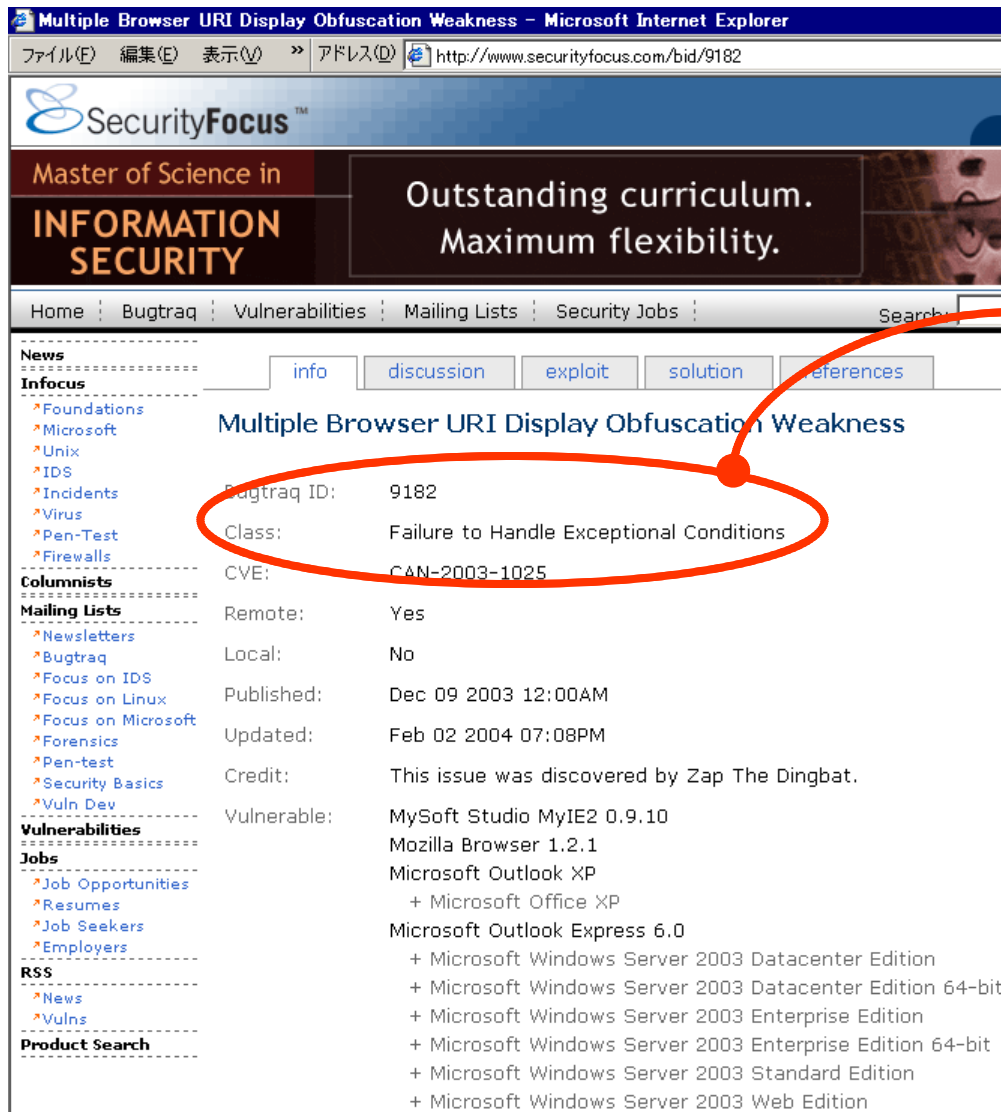 Multiple Browser URI Display Obfuscation Weakness - Microsoft Internet Explorer
ファイル(F) 編集(E) 表示(V) » アドレス(D) http://www.securityfocus.com/bid/9182
SecurityFocus™
Master of Science in
INFORMATION
SECURITY
Outstanding curriculum.
Maximum flexibility.
Home Bugtraq Vulnerabilities Mailing Lists Security Jobs Search:
News
Infocus
Foundations
Microsoft
Unix
IDS
Incidents
Virus
Pen-Test
Firewalls
Columnists
Mailing Lists
Newsletters
Bugtraq
Focus on IDS
Focus on Linux
Focus on Microsoft
Forensics
Pen-test
Security Basics
Vuln Dev
Vulnerabilities
Jobs
Job Opportunities
Resumes
Job Seekers
Employers
RSS
News
Vulns
Product Search
info discussion exploit solution references
Multiple Browser URI Display Obfuscation Weakness
Bugtraq ID: 9182
Class: Failure to Handle Exceptional Conditions
CVE: CAN-2003-1025
Remote: Yes
Local: No
Published: Dec 09 2003 12:00AM
Updated: Feb 02 2004 07:08PM
Credit: This issue was discovered by Zap The Dingbat.
Vulnerable: MySoft Studio MyIE2 0.9.10
Mozilla Browser 1.2.1
Microsoft Outlook XP
+ Microsoft Office XP
Microsoft Outlook Express 6.0
+ Microsoft Windows Server 2003 Datacenter Edition
+ Microsoft Windows Server 2003 Datacenter Edition 64-bit
+ Microsoft Windows Server 2003 Enterprise Edition
+ Microsoft Windows Server 2003 Enterprise Edition 64-bit
+ Microsoft Windows Server 2003 Standard Edition
+ Microsoft Windows Server 2003 Web Edition